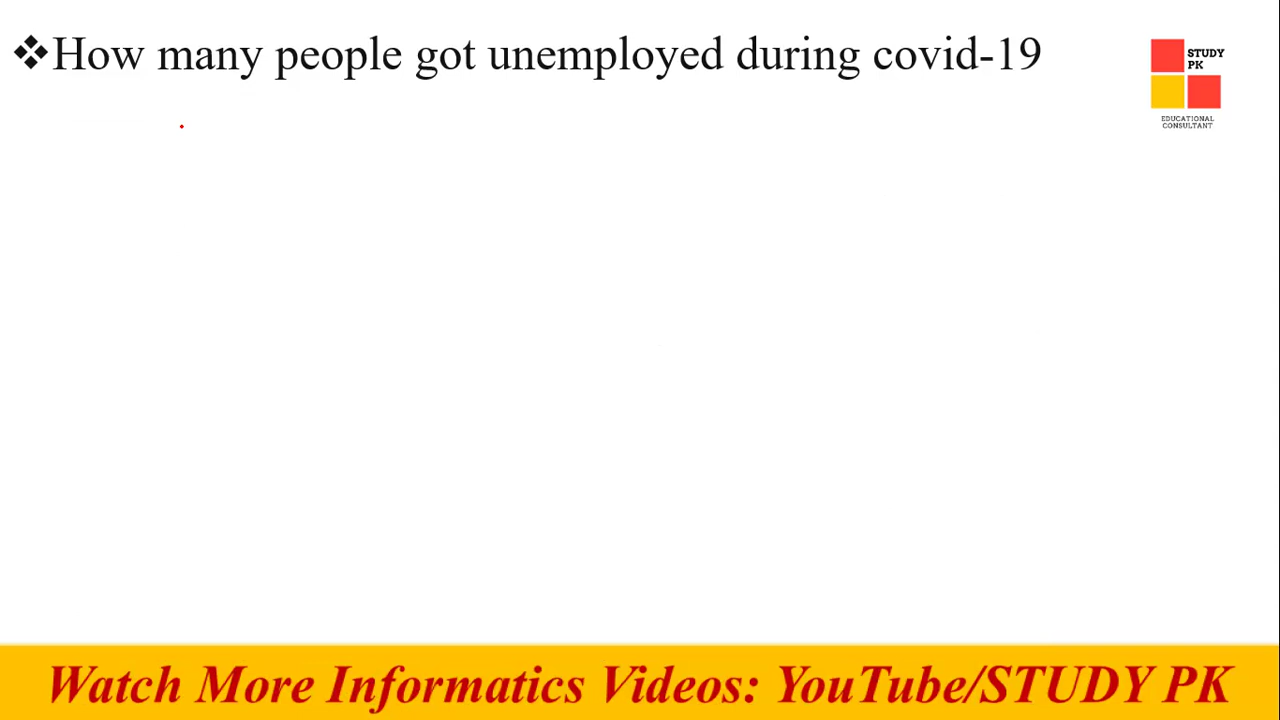 ❖How many people got unemployed during covid-19
STUDY
PK
EDUCATIONAL
CONSULTANT
Watch More Informatics Videos: YouTube/STUDY PK